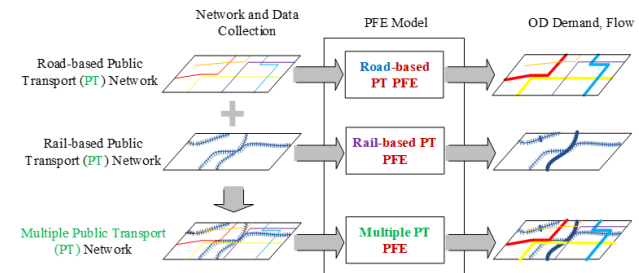 Network and Data
Collection
PFE Model
OD Demand, Flow
Road-based Public
Transport (PT) Network
Road-based
PT PFE
Rail-based Public
Transport (PT) Network
Rail-based PT
PFE
Multiple Public Transport
(PT) Network
Multiple PT
PFE